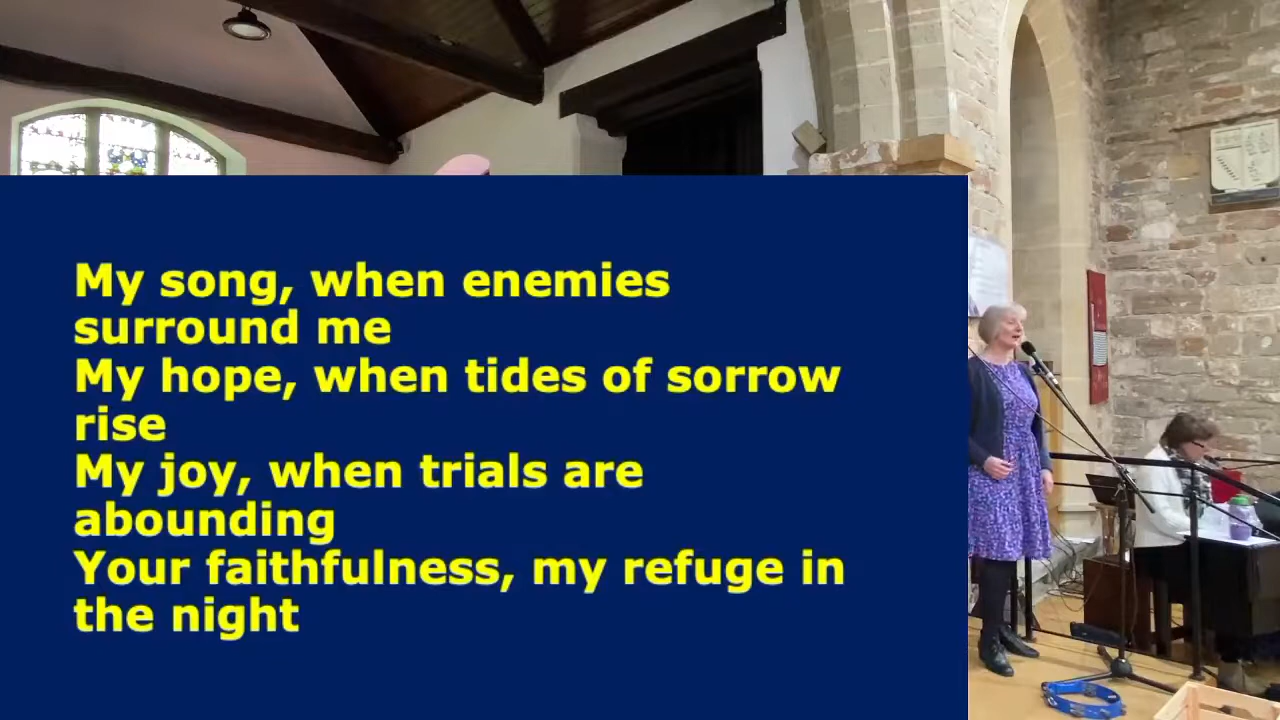 My song, when enemies
surround me
My hope, when tides of sorrow
rise
My joy, when trials are
abounding
Your faithfulness, my refuge in
the night